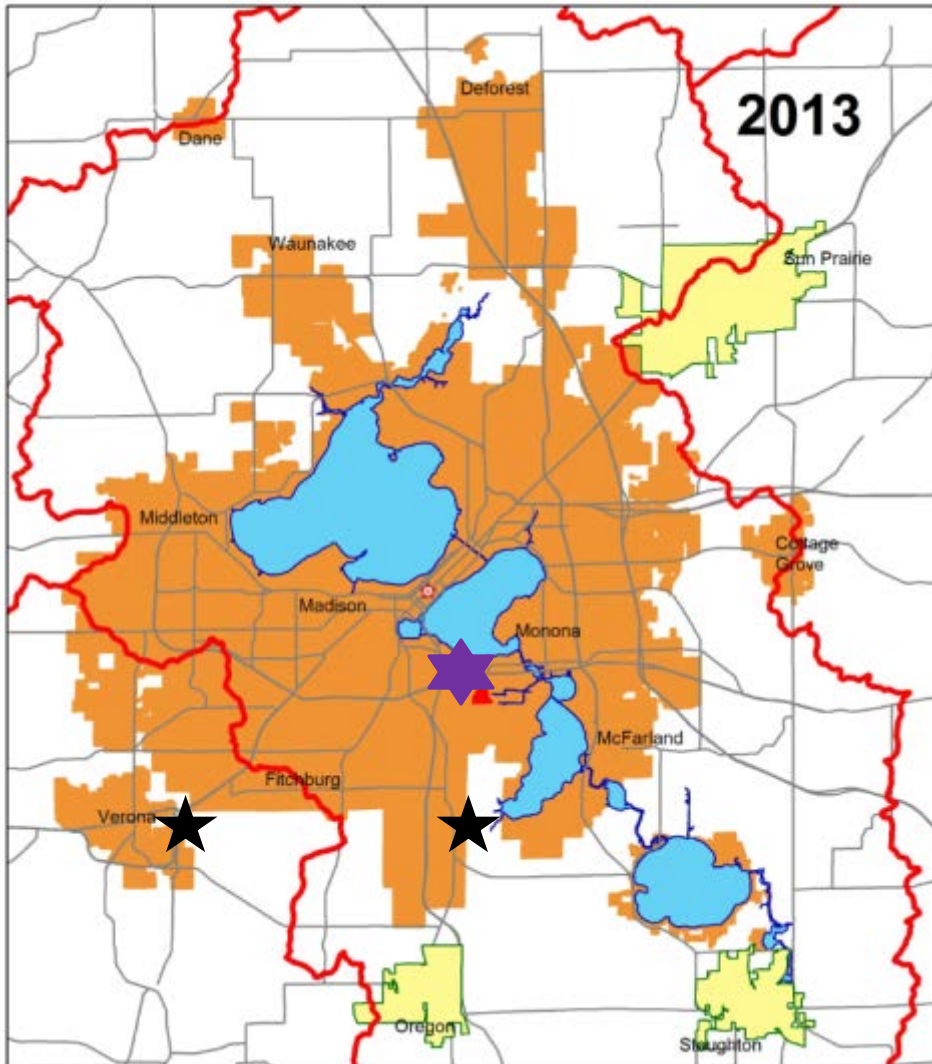 Deforest
2013
Dane
Waunakee
Sun Prairie
Middleton
Cottage
Grove
Madison
Monona
McFarland
Fitchburg
Verona
Oregon
Stoughton